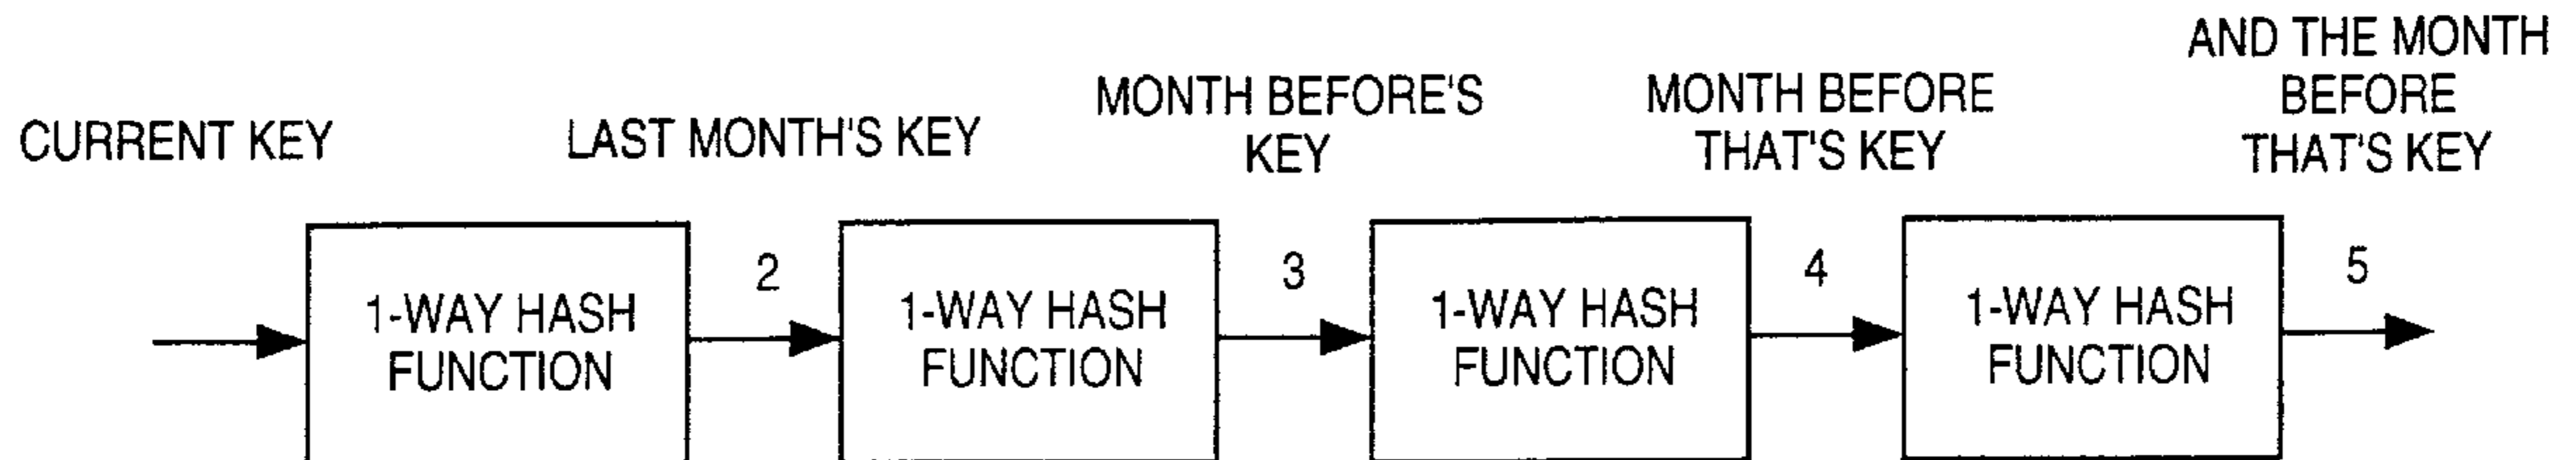 CURRENT KEY
LAST MONTH'S KEY
MONTH BEFORE'S
KEY
MONTH BEFORE
THAT'S KEY
AND THE MONTH
BEFORE
THAT'S KEY
1-WAY HASH
FUNCTION
2
1-WAY HASH
FUNCTION
3
1-WAY HASH
FUNCTION
4
1-WAY HASH
FUNCTION
5